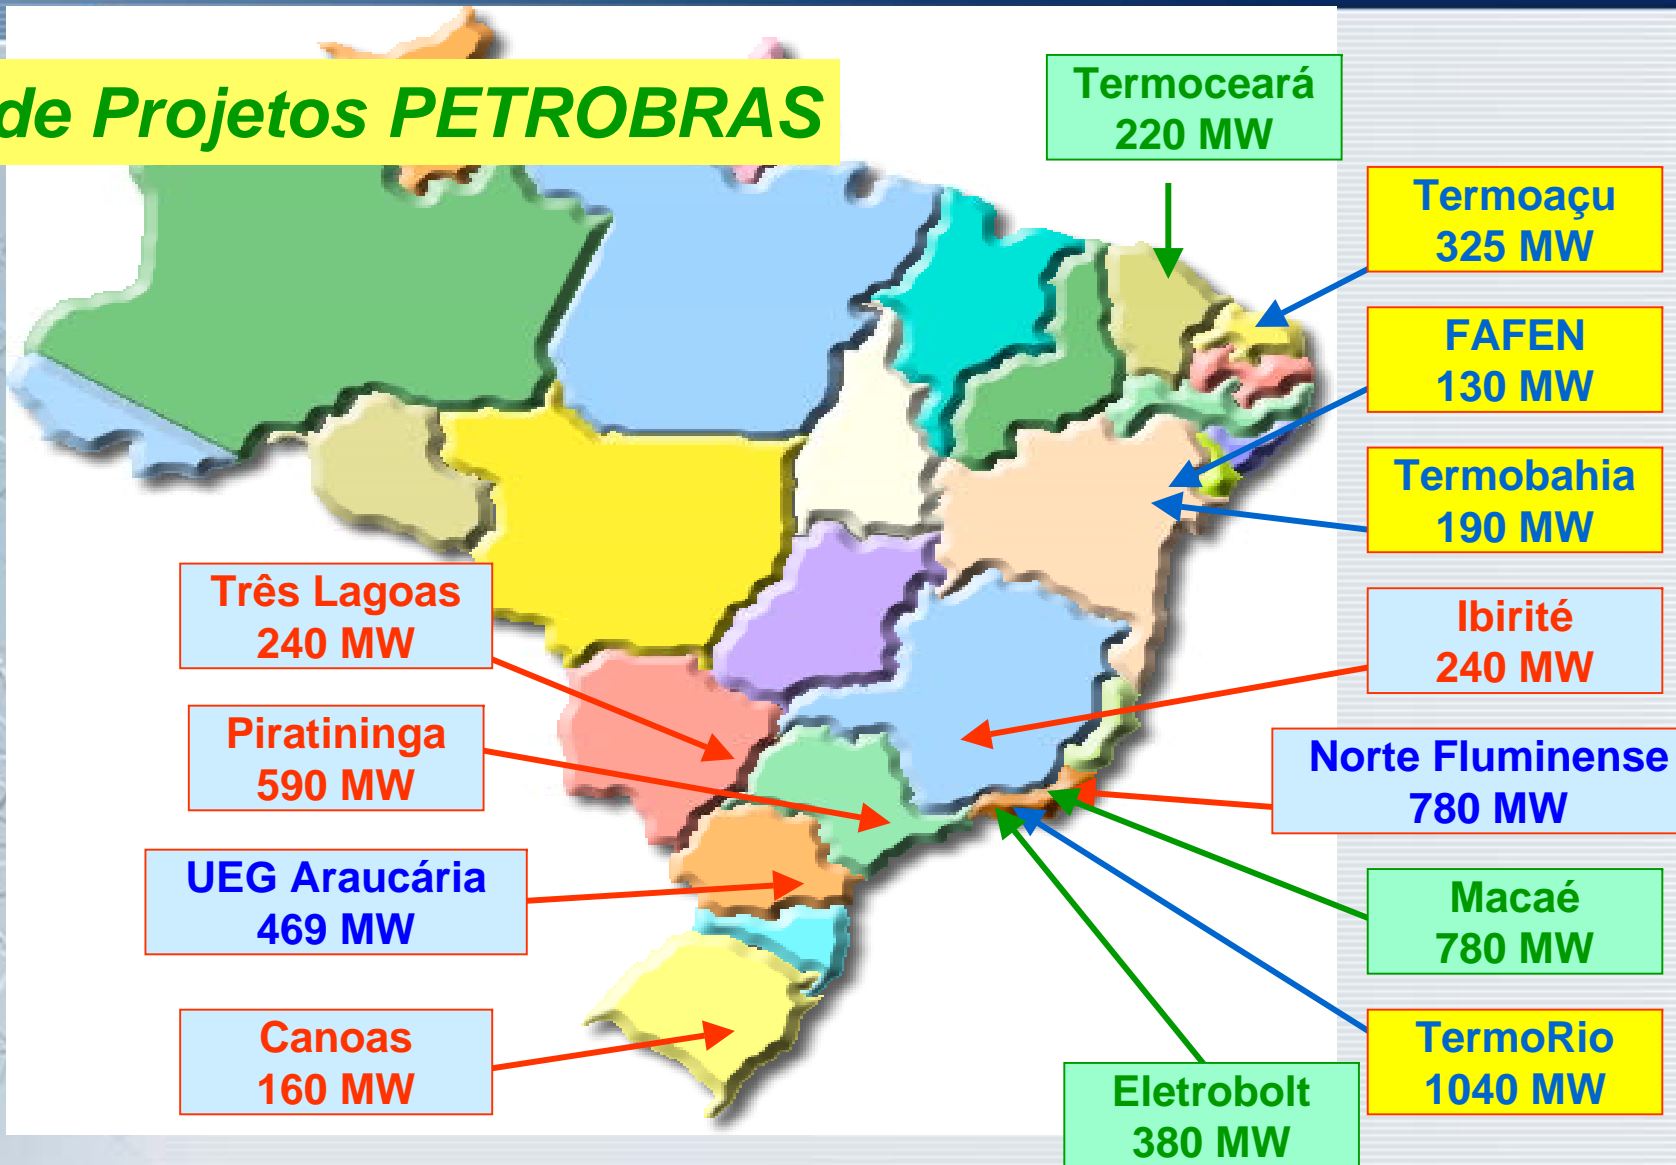 de Projetos PETROBRAS
Termoceará
220 MW
Termoaçu
325 MW
FAFEN
130 MW
Termobahia
190 MW
Ibirité
240 MW
Norte Fluminense
780 MW
Macaé
780 MW
TermoRio
1040 MW
Eletrobolt
380 MW
Três Lagoas
240 MW
Piratininga
590 MW
UEG Araucária
469 MW
Canoas
160 MW